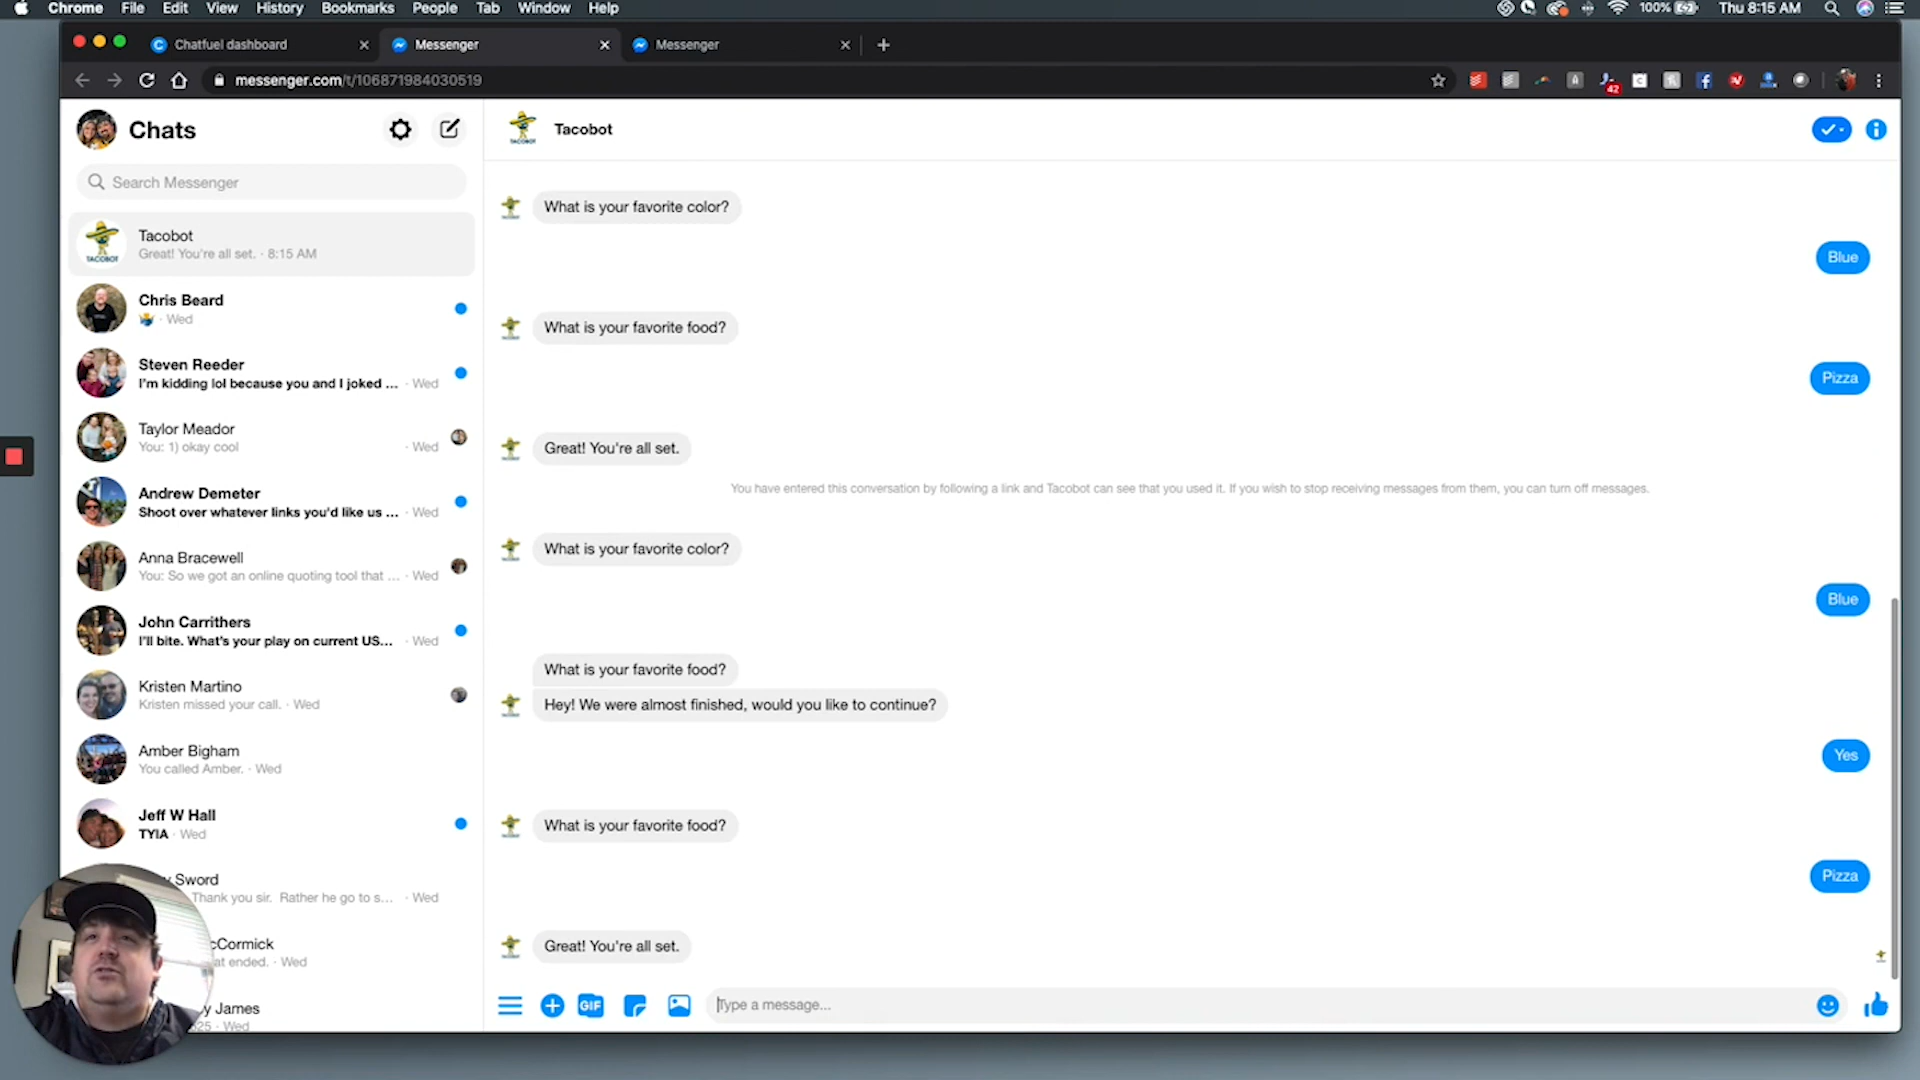 Chrome File Edit View History Bookmarks People Tab Window Help
100% Thu 8:15 AM
Chatfuel dashboard
Messenger
Messenger
messenger.com/t/106871984030519
42
Chats
Search Messenger
Tacobot
Great! You're all set. · 8:15 AM
TACOBOT
Chris Beard
· Wed
Steven Reeder
I'm kidding lol because you and I joked ... · Wed
Taylor Meador
You: 1) okay cool · Wed
Andrew Demeter
Shoot over whatever links you'd like us ... · Wed
Anna Bracewell
You: So we got an online quoting tool that ... · Wed
John Carrithers
I'll bite. What's your play on current US... · Wed
Kristen Martino
Kristen missed your call. · Wed
Amber Bigham
You called Amber. · Wed
Jeff W Hall
TYIA · Wed
Sword
Thank you sir. Rather he go to s... · Wed
cCormick
at ended. · Wed
y James
25 · Wed
Tacobot
What is your favorite color?
Blue
What is your favorite food?
Pizza
Great! You're all set.
You have entered this conversation by following a link and Tacobot can see that you used it. If you wish to stop receiving messages from them, you can turn off messages.
What is your favorite color?
Blue
What is your favorite food?
Hey! We were almost finished, would you like to continue?
Yes
What is your favorite food?
Pizza
Great! You're all set.
GIF
Type a message...